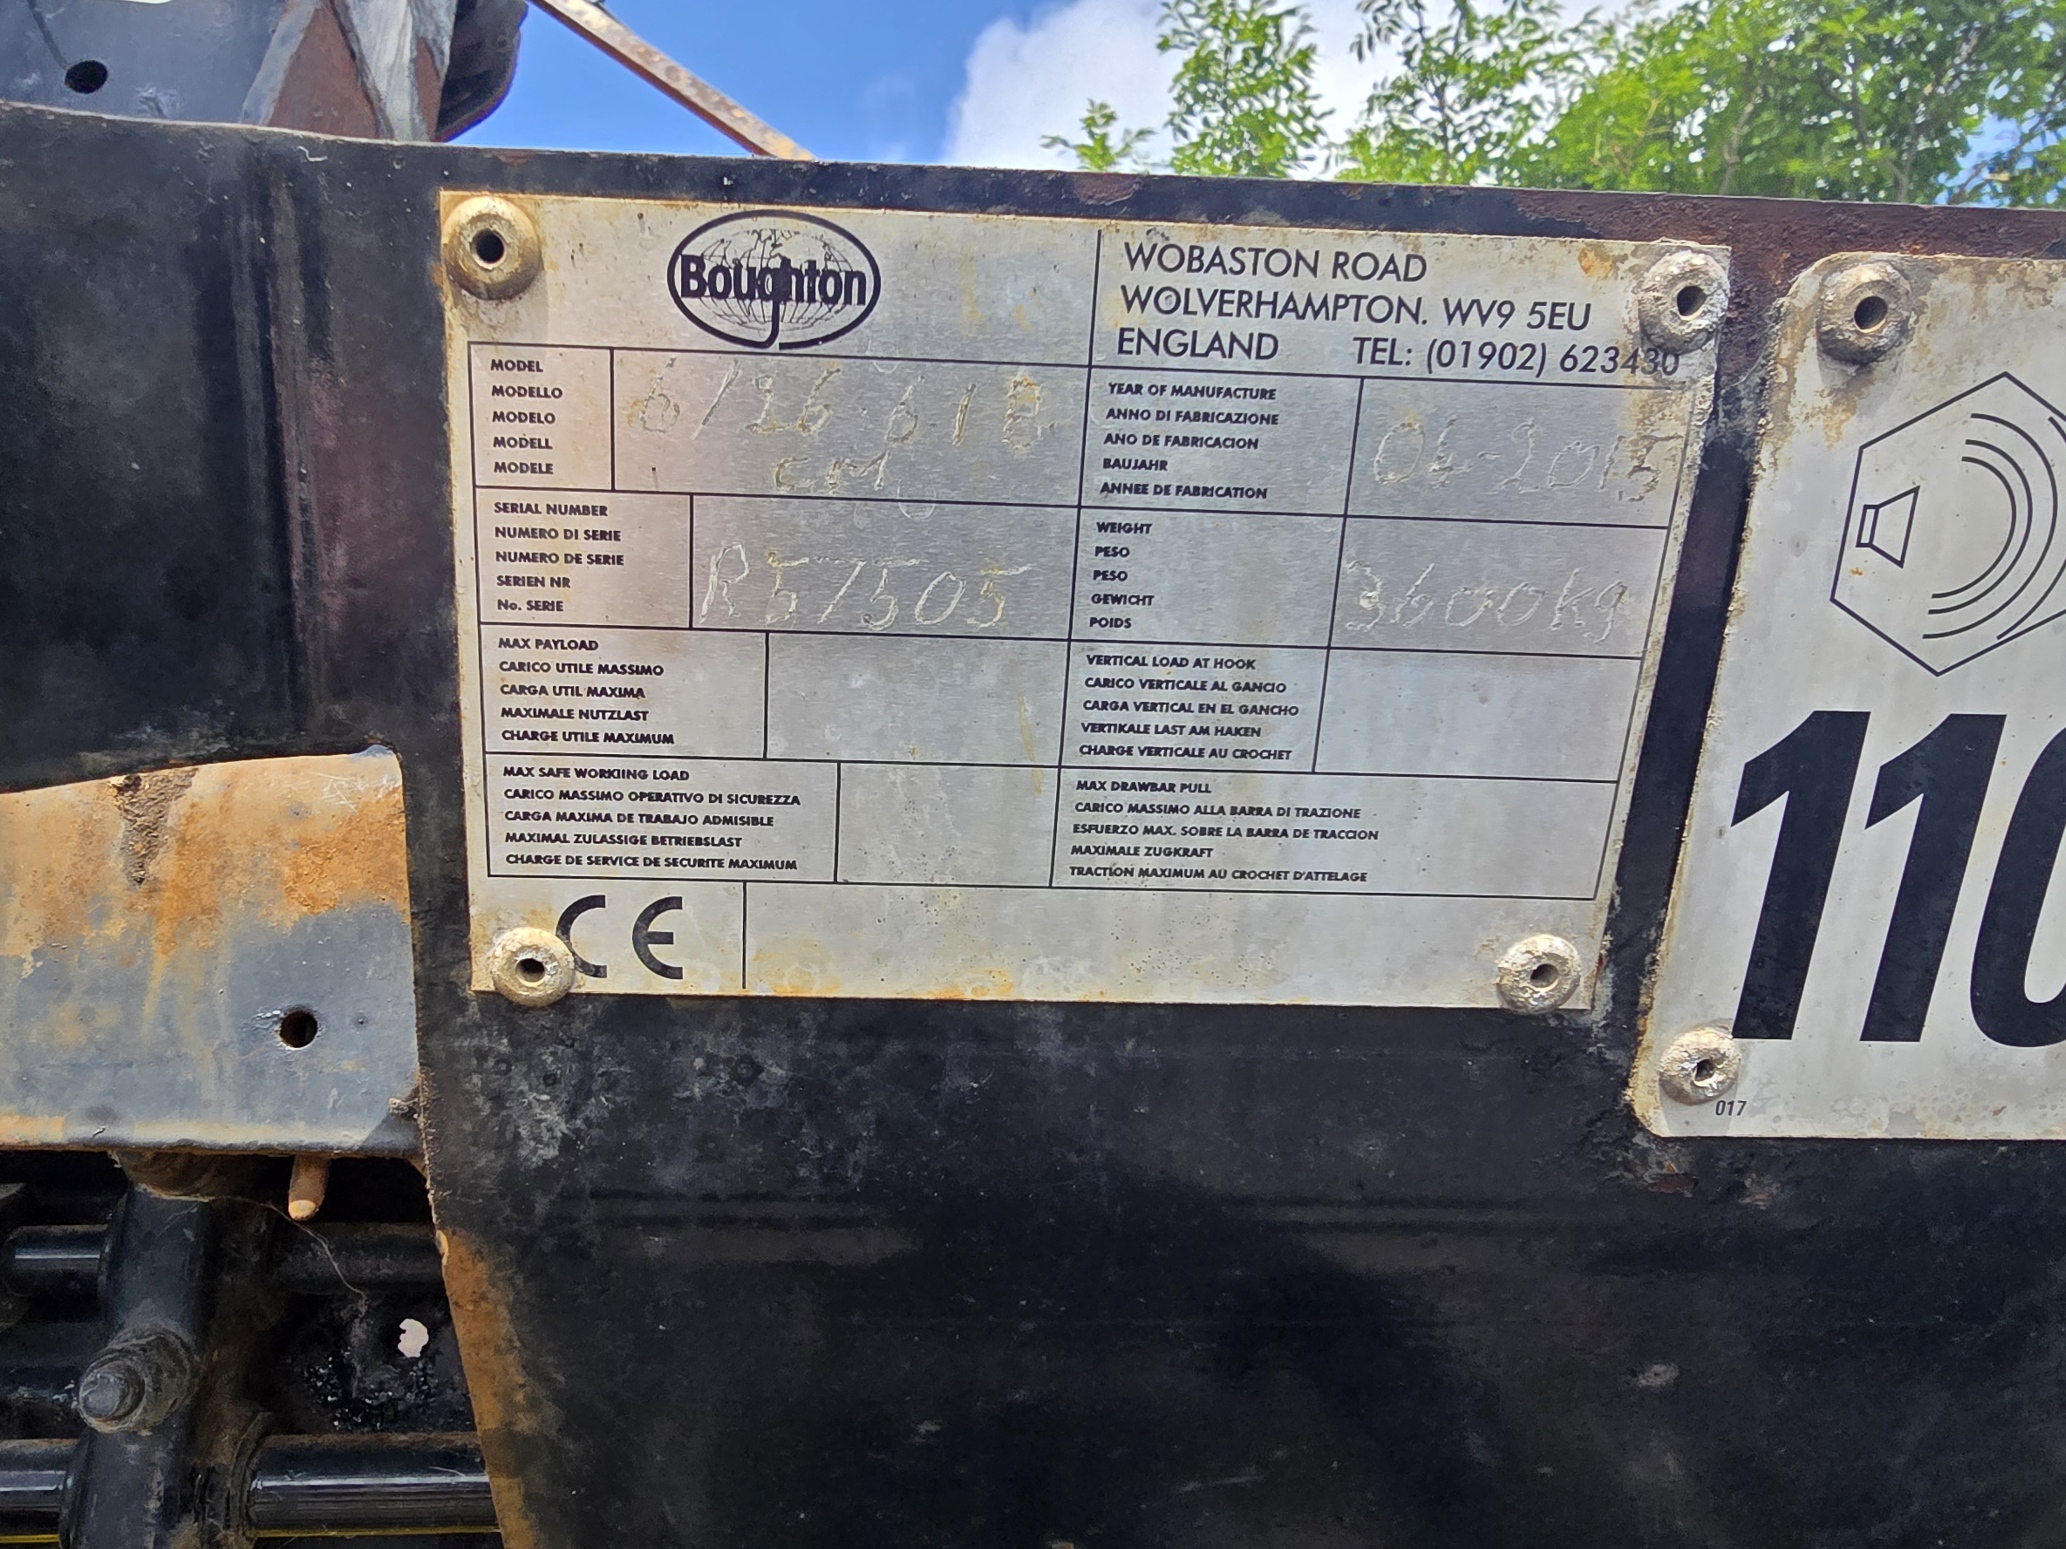 Boughton
WOBASTON ROAD
WOLVERHAMPTON. WV9 5EU
ENGLAND TEL: (01902) 623430
MODEL
MODELLO
MODELO
MODELL
MODELE
CM
YEAR OF MANUFACTURE
ANNO DI FABRICAZIONE
ANO DE FABRICACION
BAUJAHR
ANNEE DE FABRICATION
SERIAL NUMBER
NUMERO DI SERIE
NUMERO DE SERIE
SERIEN NR
No. SERIE
R57505
WEIGHT
PESO
PESO
GEWICHT
POIDS
3600kg
MAX PAYLOAD
CARICO UTILE MASSIMO
CARGA UTIL MAXIMA
MAXIMALE NUTZLAST
CHARGE UTILE MAXIMUM
VERTICAL LOAD AT HOOK
CARICO VERTICALE AL GANCIO
CARGA VERTICAL EN EL GANCHO
VERTIKALE LAST AM HAKEN
CHARGE VERTICALE AU CROCHET
MAX SAFE WORKIING LOAD
CARICO MASSIMO OPERATIVO DI SICUREZZA
CARGA MAXIMA DE TRABAJO ADMISIBLE
MAXIMAL ZULASSIGE BETRIEBSLAST
CHARGE DE SERVICE DE SECURITE MAXIMUM
MAX DRAWBAR PULL
CARICO MASSIMO ALLA BARRA DI TRAZIONE
ESFUERZO MAX. SOBRE LA BARRA DE TRACCION
MAXIMALE ZUGKRAFT
TRACTION MAXIMUM AU CROCHET D'ATTELAGE
CE
110
017